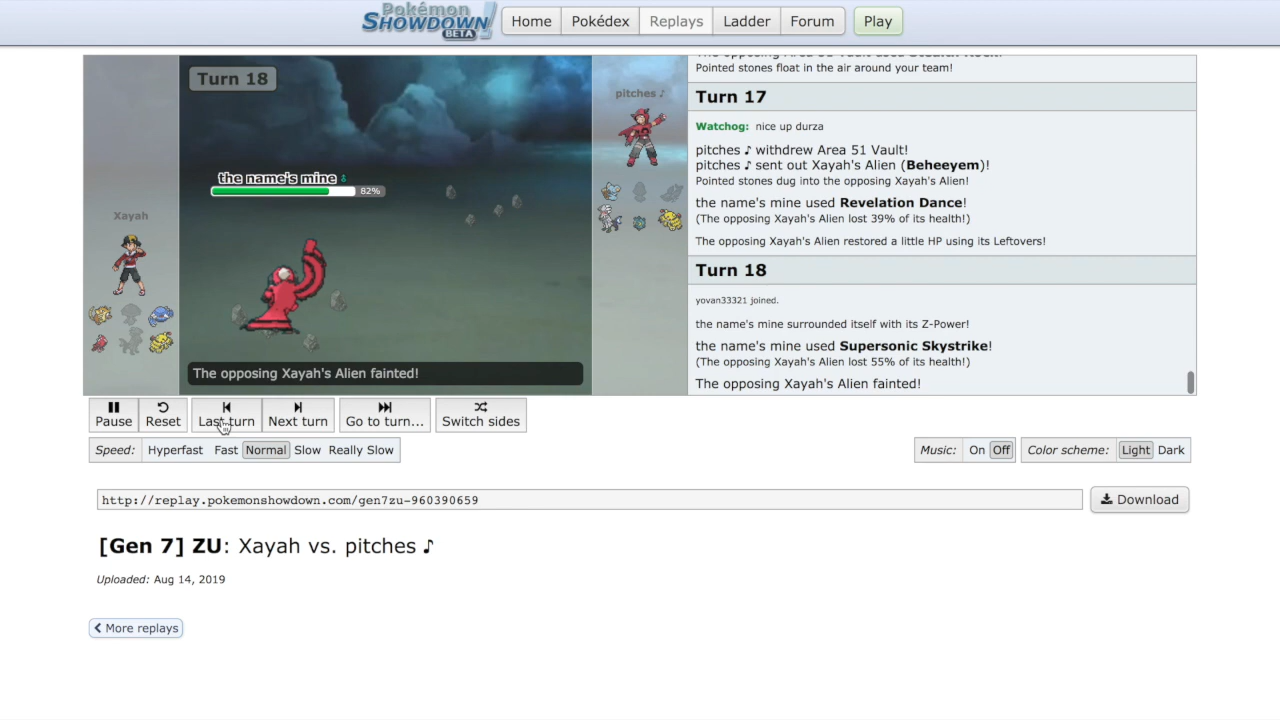 Pokémon
SHOWDOWN!
BETA
Home
Pokédex
Replays
Ladder
Forum
Play
Turn 18
the name's mine
82%
Xayah
The opposing Xayah's Alien fainted!
pitches ♪
Pointed stones float in the air around your team!
Turn 17
Watchog: nice up durza
pitches ♪ withdrew Area 51 Vault!
pitches ♪ sent out Xayah's Alien (Beheeyem)!
Pointed stones dug into the opposing Xayah's Alien!
the name's mine used Revelation Dance!
(The opposing Xayah's Alien lost 39% of its health!)
The opposing Xayah's Alien restored a little HP using its Leftovers!
Turn 18
yovan33321 joined.
the name's mine surrounded itself with its Z-Power!
the name's mine used Supersonic Skystrike!
(The opposing Xayah's Alien lost 55% of its health!)
The opposing Xayah's Alien fainted!
Pause
Reset
Last turn
Next turn
Go to turn...
Switch sides
Speed: Hyperfast Fast Normal Slow Really Slow
Music: On Off
Color scheme: Light Dark
http://replay.pokemonshowdown.com/gen7zu-960390659
Download
[Gen 7] ZU: Xayah vs. pitches ♪
Uploaded: Aug 14, 2019
More replays